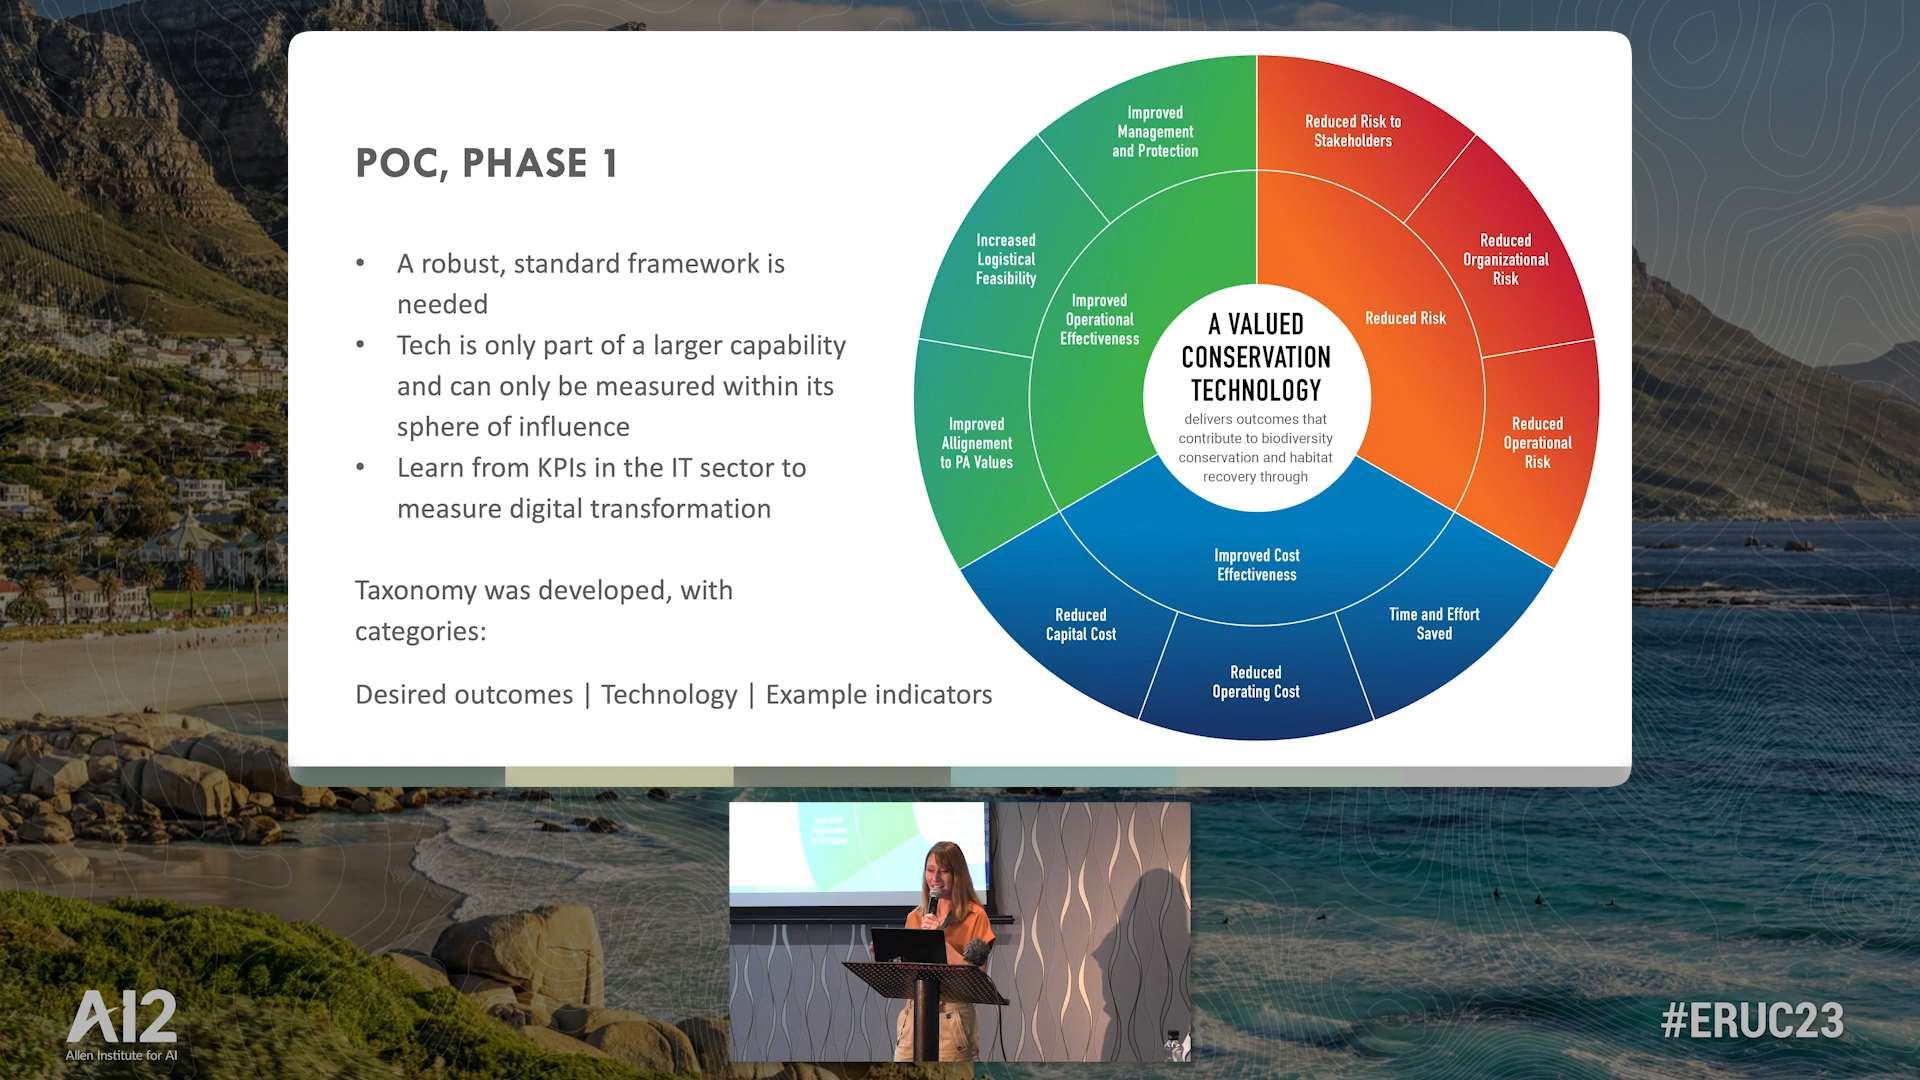 POC, PHASE 1
• A robust, standard framework is
needed
• Tech is only part of a larger capability
and can only be measured within its
sphere of influence
• Learn from KPIs in the IT sector to
measure digital transformation
Taxonomy was developed, with
categories:
Desired outcomes | Technology | Example indicators
A VALUED
CONSERVATION
TECHNOLOGY
delivers outcomes that
contribute to biodiversity
conservation and habitat
recovery through
Improved
Operational
Effectiveness
Improved
Management
and Protection
Increased
Logistical
Feasibility
Improved
Allignement
to PA Values
Reduced Risk
Reduced Risk to
Stakeholders
Reduced
Organizational
Risk
Reduced
Operational
Risk
Improved Cost
Effectiveness
Reduced
Capital Cost
Reduced
Operating Cost
Time and Effort
Saved
Improved
Alignement
to PA Values
AI2
Allen Institute for AI
#ERUC23